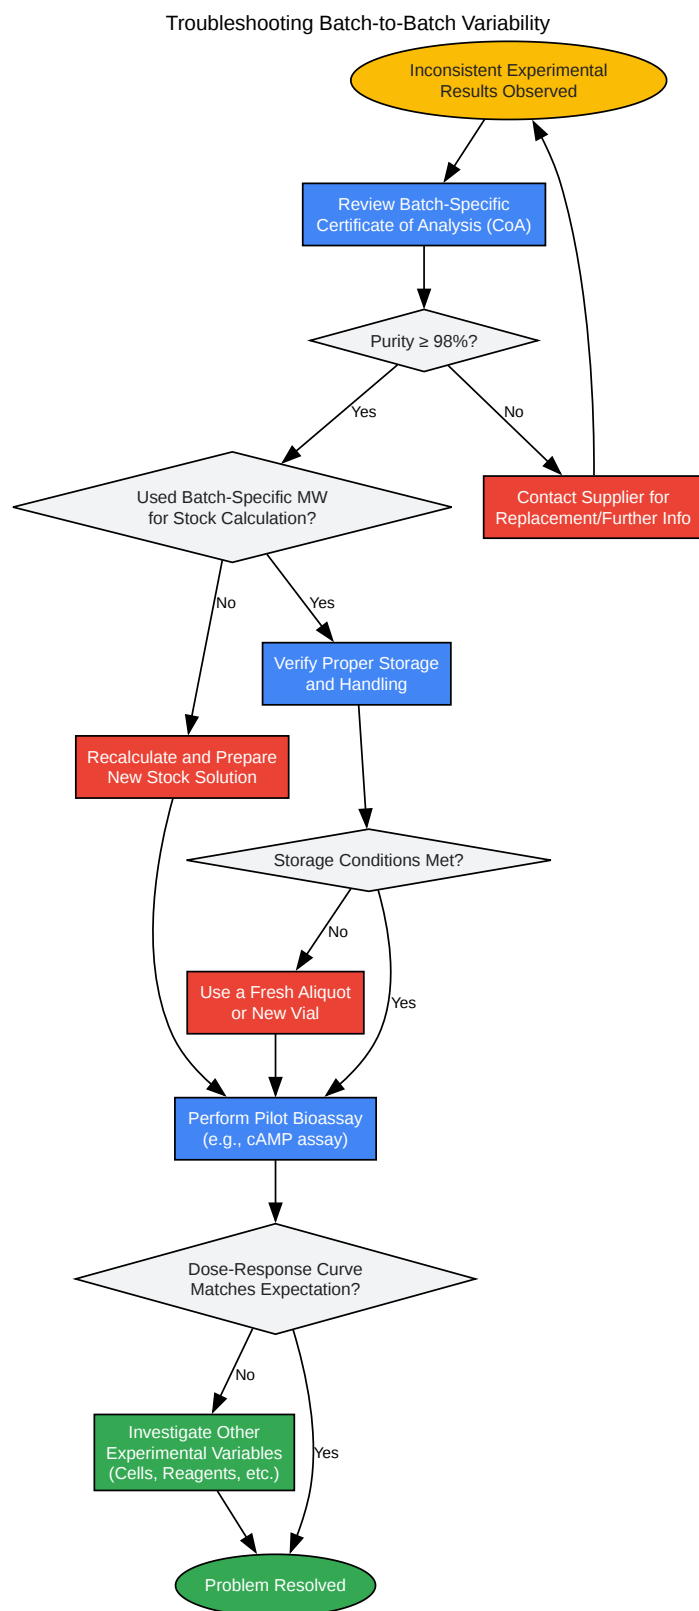 Troubleshooting Batch-to-Batch Variability
Inconsistent Experimental
Results Observed
Review Batch-Specific
Certificate of Analysis (CoA)
Purity ≥ 98%?
Yes
No
Used Batch-Specific MW
for Stock Calculation?
Contact Supplier for
Replacement/Further Info
No
Yes
Verify Proper Storage
and Handling
Recalculate and Prepare
New Stock Solution
Storage Conditions Met?
No
Use a Fresh Aliquot
or New Vial
Yes
Perform Pilot Bioassay
(e.g., cAMP assay)
Dose-Response Curve
Matches Expectation?
No
Investigate Other
Experimental Variables
(Cells, Reagents, etc.)
Yes
Problem Resolved